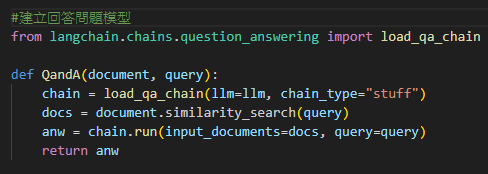 #建立回答問題模型
from langchain.chains.question_answering import load_qa_chain
def QandA(document, query):
    chain = load_qa_chain(llm=llm, chain_type="stuff")
    docs = document.similarity_search(query)
    anw = chain.run(input_documents=docs, query=query)
    return anw